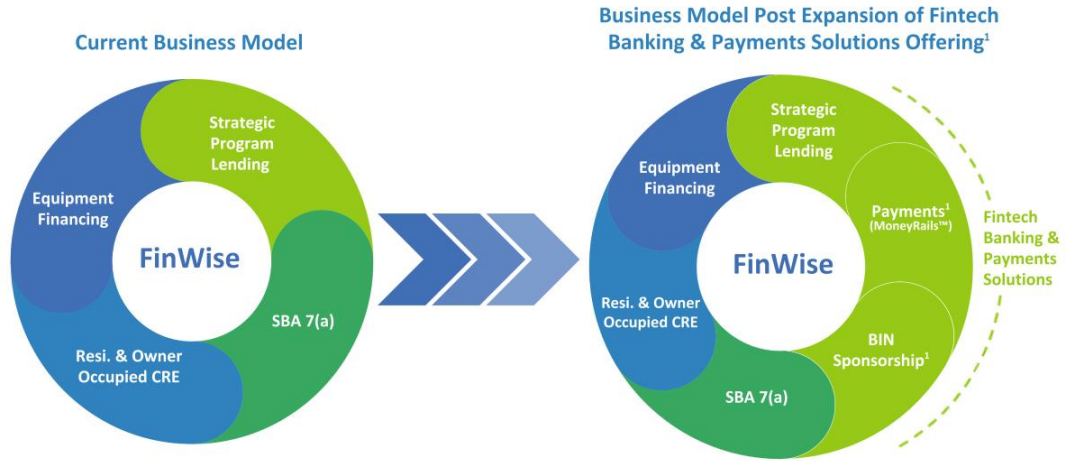 Current Business Model
Strategic
Program
Lending
Equipment
Financing
FinWise
SBA 7(a)
Resi. & Owner
Occupied CRE
Business Model Post Expansion of Fintech
Banking & Payments Solutions Offering¹
Strategic
Program
Lending
Equipment
Financing
Payments¹
(MoneyRails™)
Fintech
Banking &
Payments
Solutions
FinWise
Resi. & Owner
Occupied CRE
BIN
Sponsorship¹
SBA 7(a)